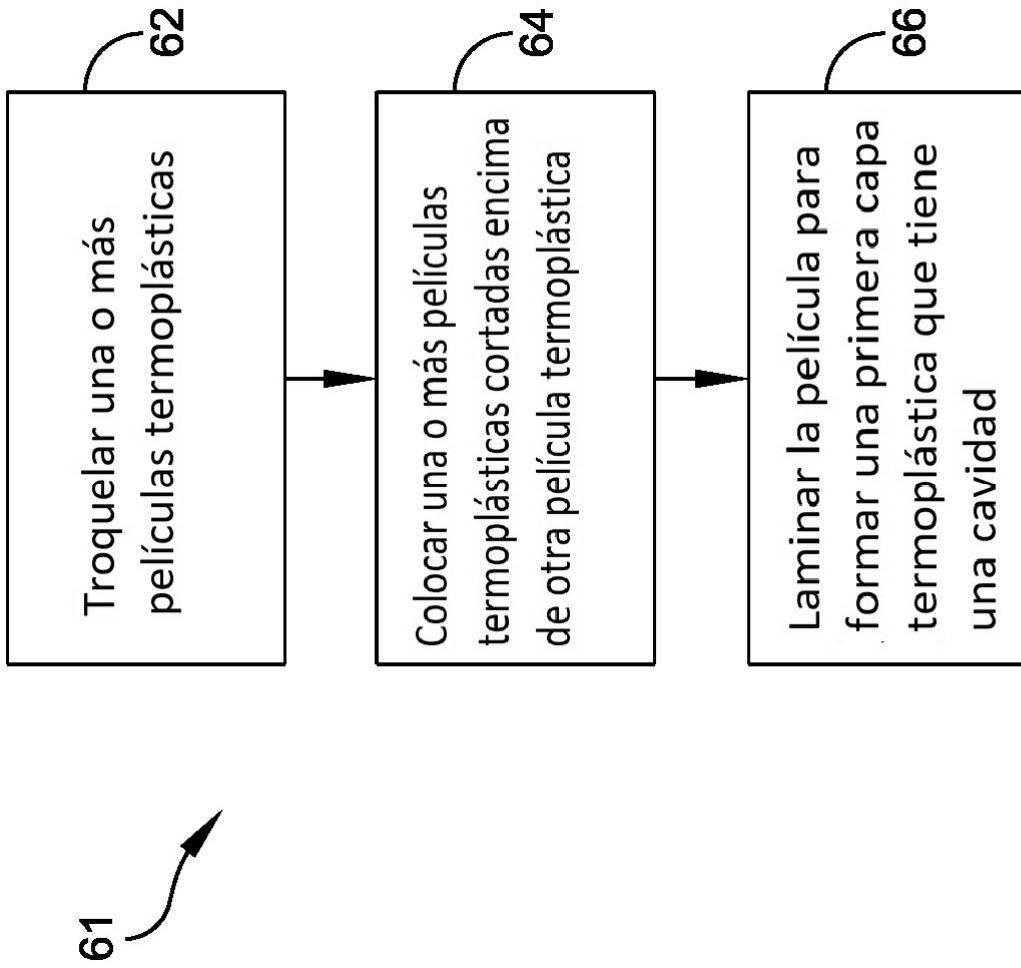 61
62
Troquelar una o más
películas termoplásticas
64
Colocar una o más películas
termoplásticas cortadas encima
de otra película termoplástica
66
Laminar la película para
formar una primera capa
termoplástica que tiene
una cavidad